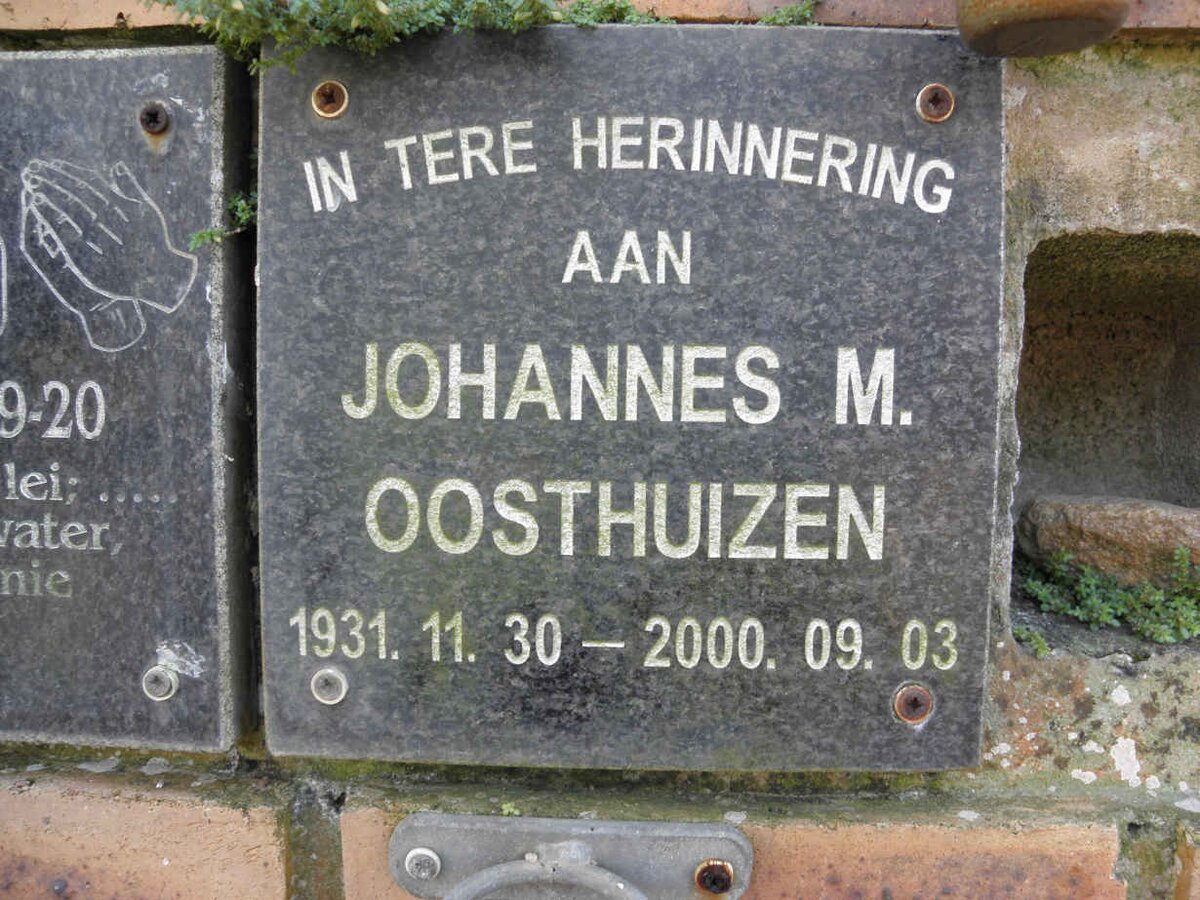 9-20
lei; .....
water,
nie
IN TERE HERINNERING
AAN
JOHANNES M.
OOSTHUIZEN
1931. 11. 30 — 2000. 09. 03